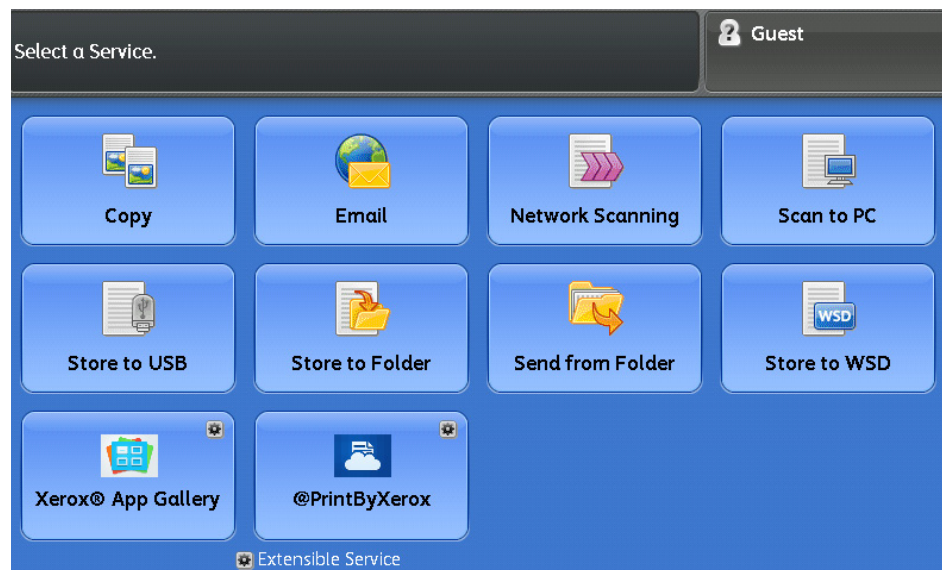 Select a Service.
Guest
Copy
Email
Network Scanning
Scan to PC
Store to USB
Store to Folder
Send from Folder
WSD
Store to WSD
Xerox® App Gallery
@PrintByXerox
Extensible Service